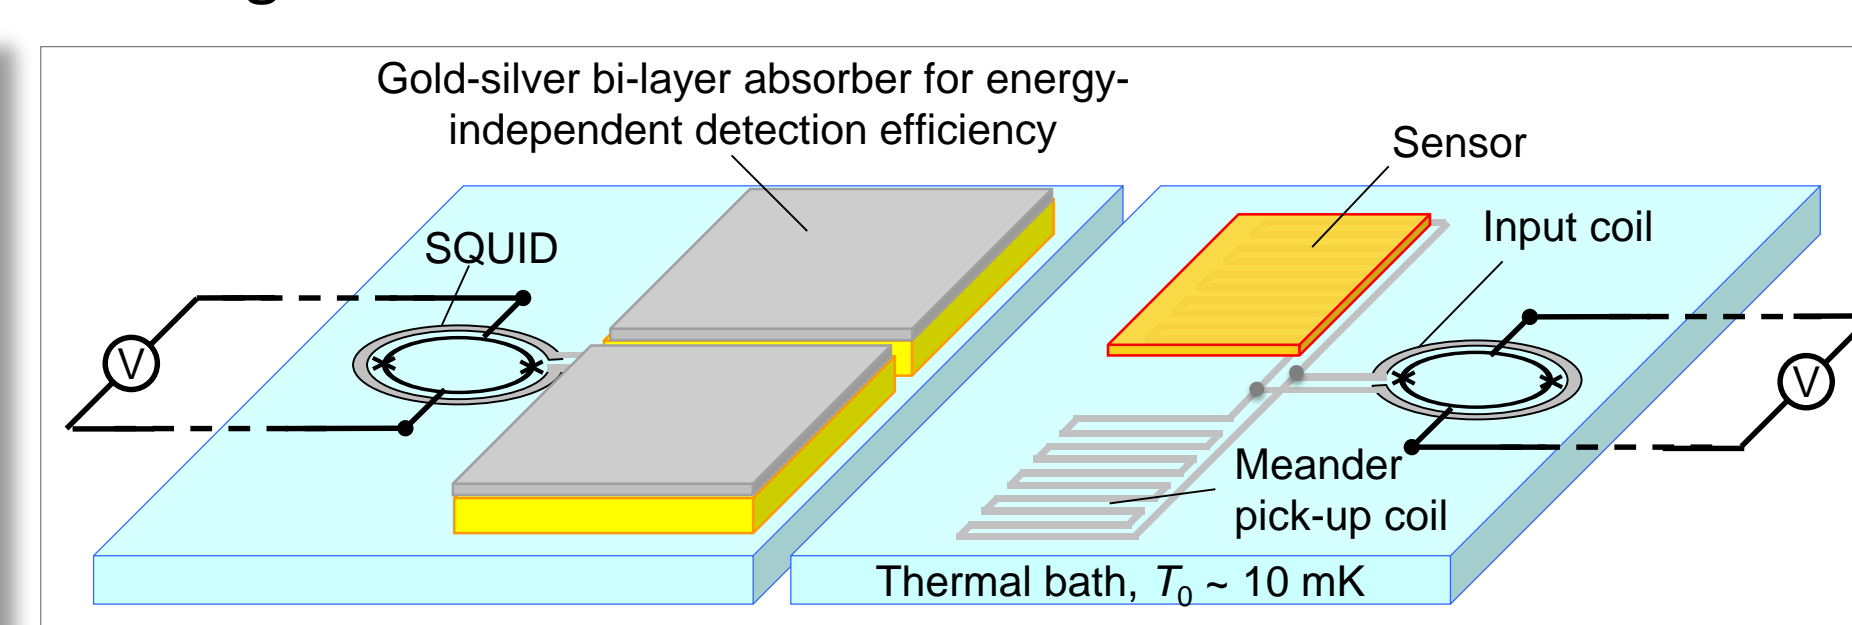 Gold-silver bi-layer absorber for energy-
independent detection efficiency
Sensor
Input coil
SQUID
V
V
Meander
pick-up coil
Thermal bath, T₀ ~ 10 mK